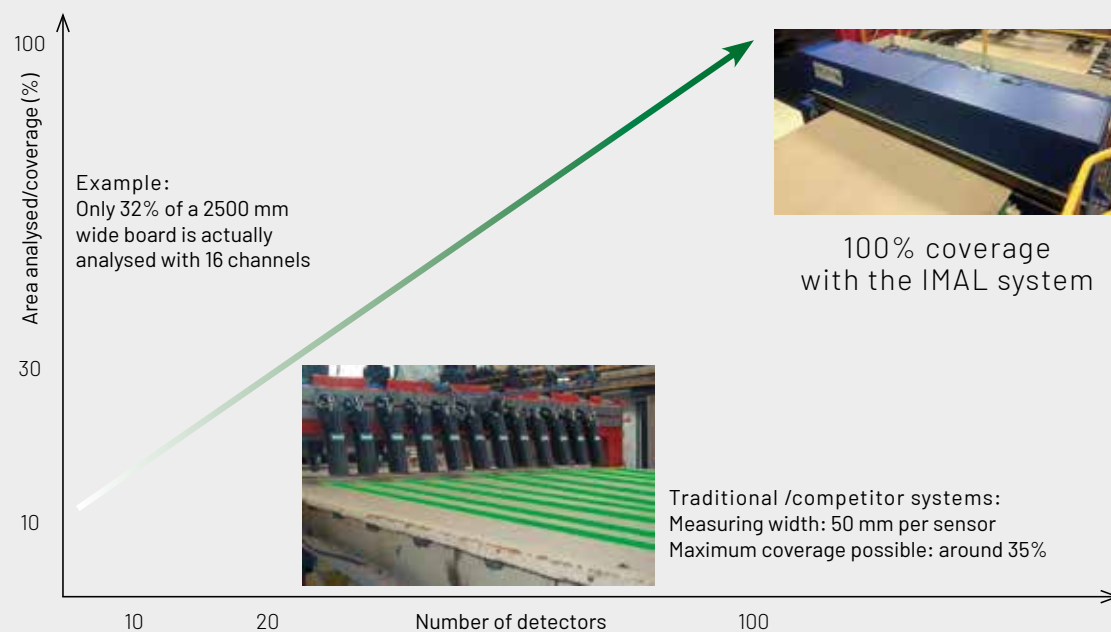 100
Area analysed/coverage (%)
Example:
Only 32% of a 2500 mm
wide board is actually
analysed with 16 channels
100% coverage
with the IMAL system
30
10
Traditional /competitor systems:
Measuring width: 50 mm per sensor
Maximum coverage possible: around 35%
10
20
Number of detectors
100